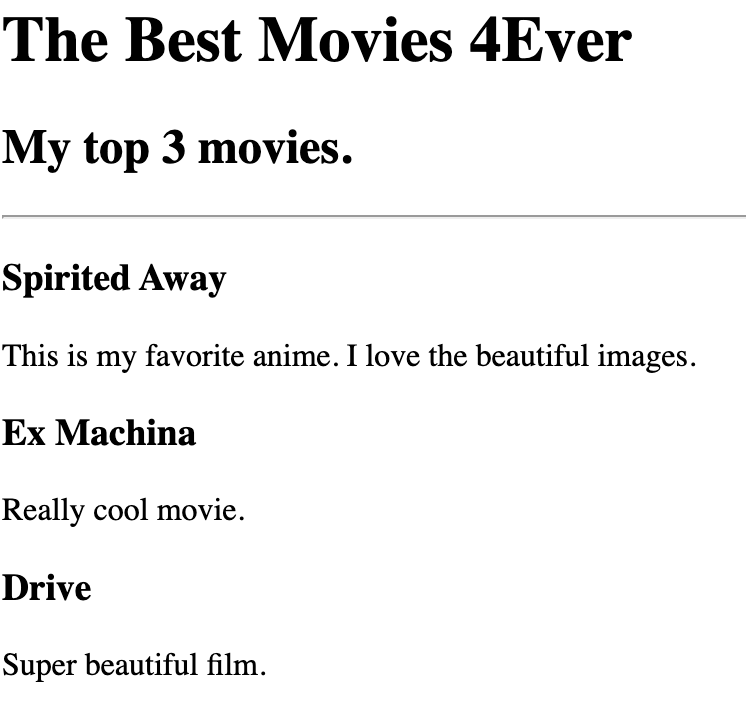 The Best Movies 4Ever
My top 3 movies.
Spirited Away
This is my favorite anime. I love the beautiful images.
Ex Machina
Really cool movie.
Drive
Super beautiful film.